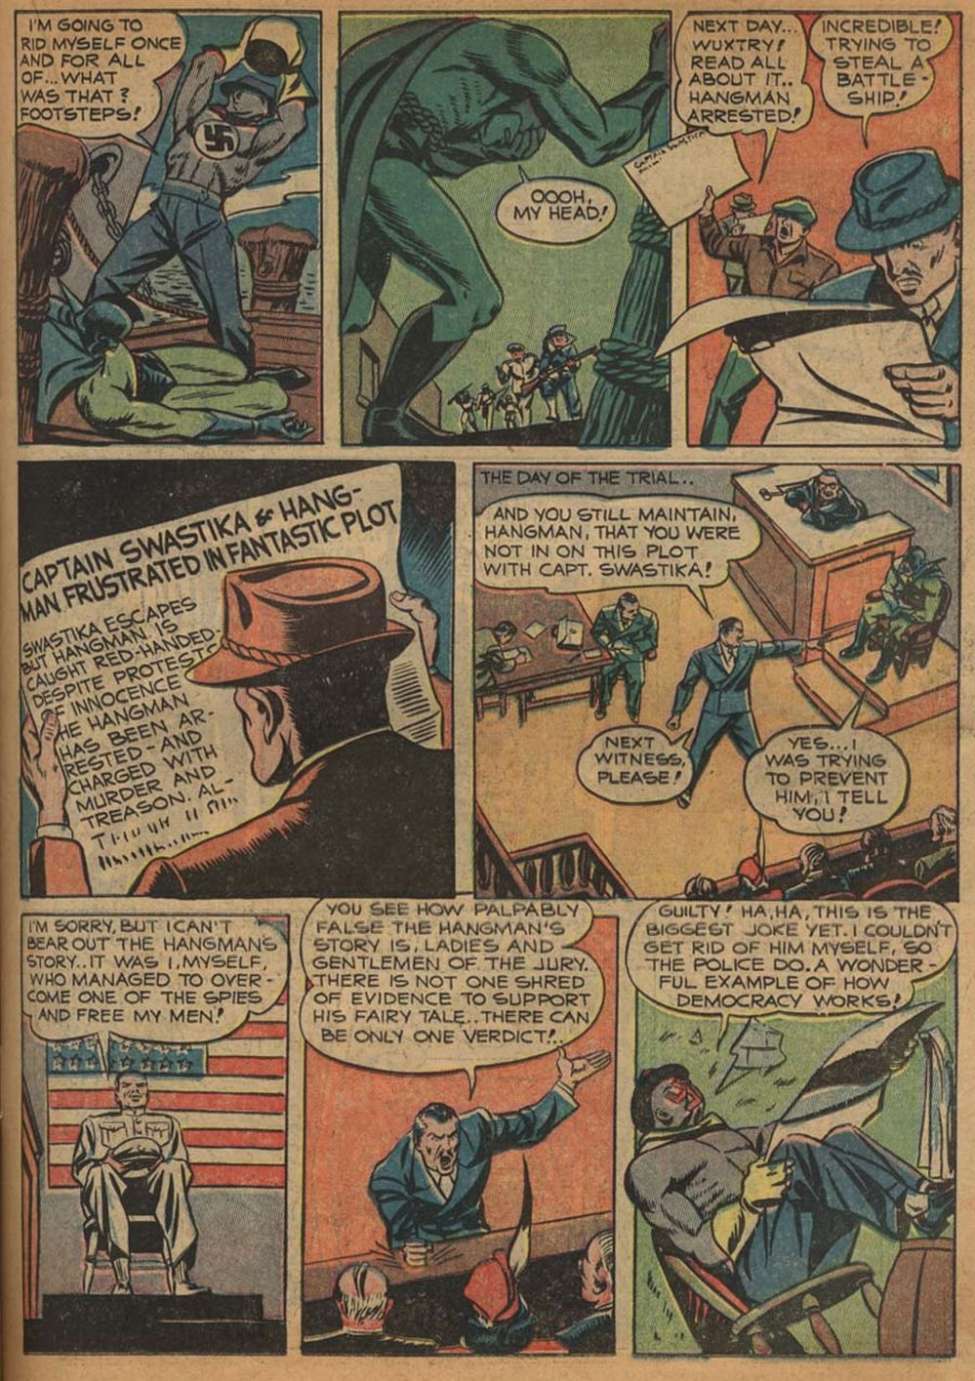 I'M GOING TO
RID MYSELF ONCE
AND FOR ALL
OF...WHAT
WAS THAT?
FOOTSTEPS!
OOOH,
MY HEAD!
NEXT DAY...
WUXTRY!
READ ALL
ABOUT IT..
HANGMAN
ARRESTED!
INCREDIBLE!
TRYING TO
STEAL A
BATTLE-
SHIP!
CAPTAIN SWASTIKA
CAPTAIN SWASTIKA & HANG-
MAN FRUSTRATED IN FANTASTIC PLOT
SWASTIKA ESCAPES
BUT HANGMAN IS
CAUGHT RED-HANDED-
DESPITE PROTESTS
OF INNOCENCE
HE HANGMAN
HAS BEEN AR-
RESTED-AND
CHARGED WITH
MURDER AND
TREASON. AL-
THE DAY OF THE TRIAL..
AND YOU STILL MAINTAIN,
HANGMAN, THAT YOU WERE
NOT IN ON THIS PLOT
WITH CAPT. SWASTIKA!
NEXT
WITNESS,
PLEASE!
YES...I
WAS TRYING
TO PREVENT
HIM, I TELL
YOU!
I'M SORRY, BUT I CAN'T
BEAR OUT THE HANGMAN'S
STORY..IT WAS I, MYSELF,
WHO MANAGED TO OVER-
COME ONE OF THE SPIES
AND FREE MY MEN!
YOU SEE HOW PALPABLY
FALSE THE HANGMAN'S
STORY IS, LADIES AND
GENTLEMEN OF THE JURY.
THERE IS NOT ONE SHRED
OF EVIDENCE TO SUPPORT
HIS FAIRY TALE..THERE CAN
BE ONLY ONE VERDICT!..
GUILTY! HA, HA, THIS IS THE
BIGGEST JOKE YET. I COULDN'T
GET RID OF HIM MYSELF, SO
THE POLICE DO. A WONDER-
FUL EXAMPLE OF HOW
DEMOCRACY WORKS!